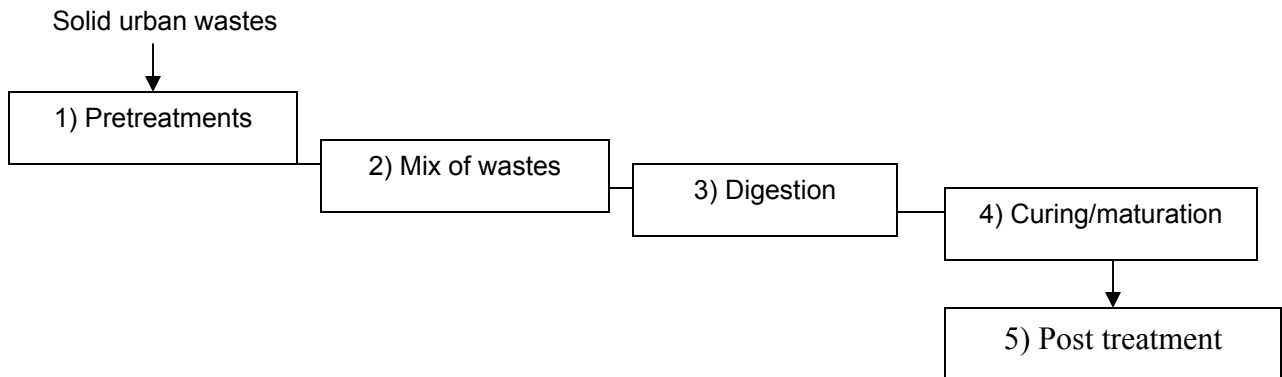 Solid urban wastes
1) Pretreatments
2) Mix of wastes
3) Digestion
4) Curing/maturation
5) Post treatment